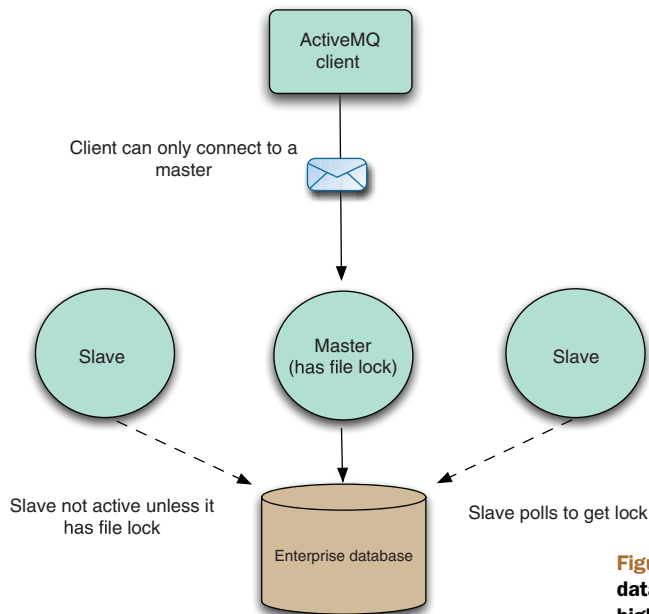 ActiveMQ
client
Client can only connect to a
master
Slave
Master
(has file lock)
Slave
Slave not active unless it
has file lock
Slave polls to get lock
Enterprise database
data